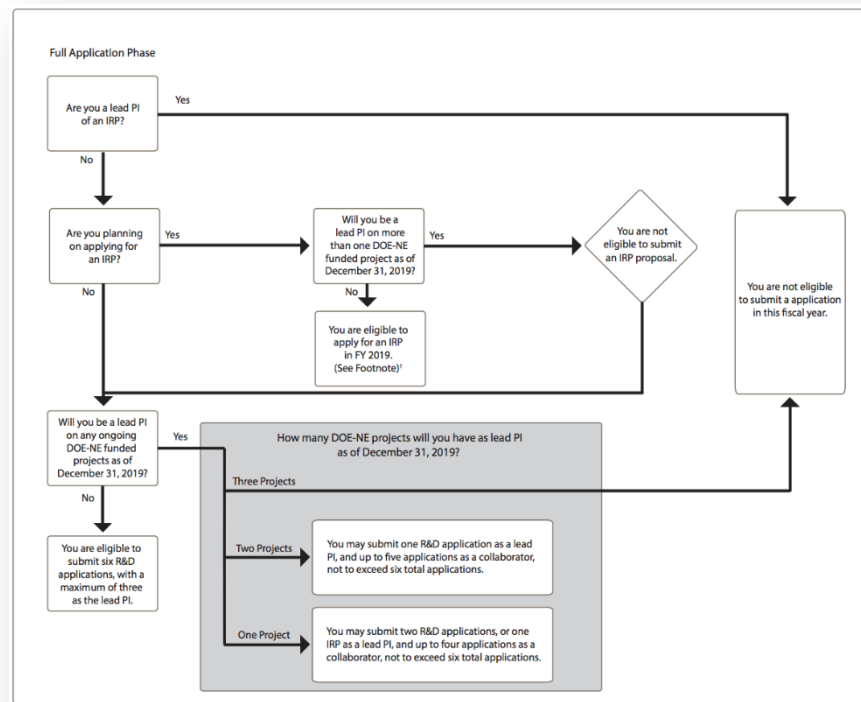 Full Application Phase
Are you a lead PI
of an IRP?
Yes
No
Are you planning
on applying for
an IRP?
Yes
No
Will you be a
lead PI on more
than one DOE-NE
funded project as of
December 31, 2019?
Yes
No
You are not
eligible to submit
an IRP proposal.
You are not eligible
to submit a application
in this fiscal year.
You are eligible to
apply for an IRP
in FY 2019.
(See Footnote)¹
Will you be a lead PI
on any ongoing
DOE-NE funded
projects as of
December 31, 2019?
Yes
No
You are eligible to
submit six R&D
applications, with a
maximum of three
as the lead PI.
How many DOE-NE projects will you have as lead PI
as of December 31, 2019?
Three Projects
Two Projects
You may submit one R&D application as a lead
PI, and up to five applications as a collaborator,
not to exceed six total applications.
One Project
You may submit two R&D applications, or one
IRP as a lead PI, and up to four applications as a
collaborator, not to exceed six total applications.